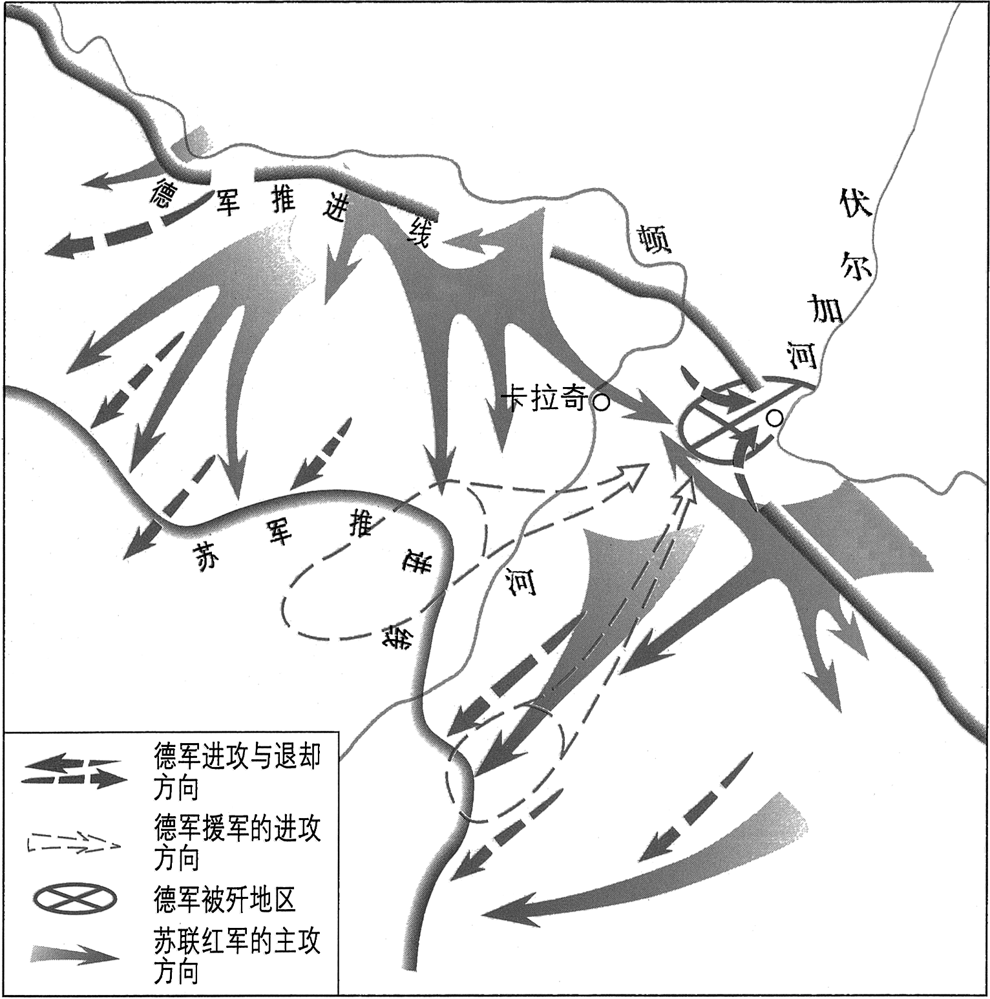 德军推进线
伏尔加河
顿
卡拉奇
苏军推进线
河
德军进攻与退却
方向
德军援军的进攻
方向
德军被歼地区
苏联红军的主攻
方向